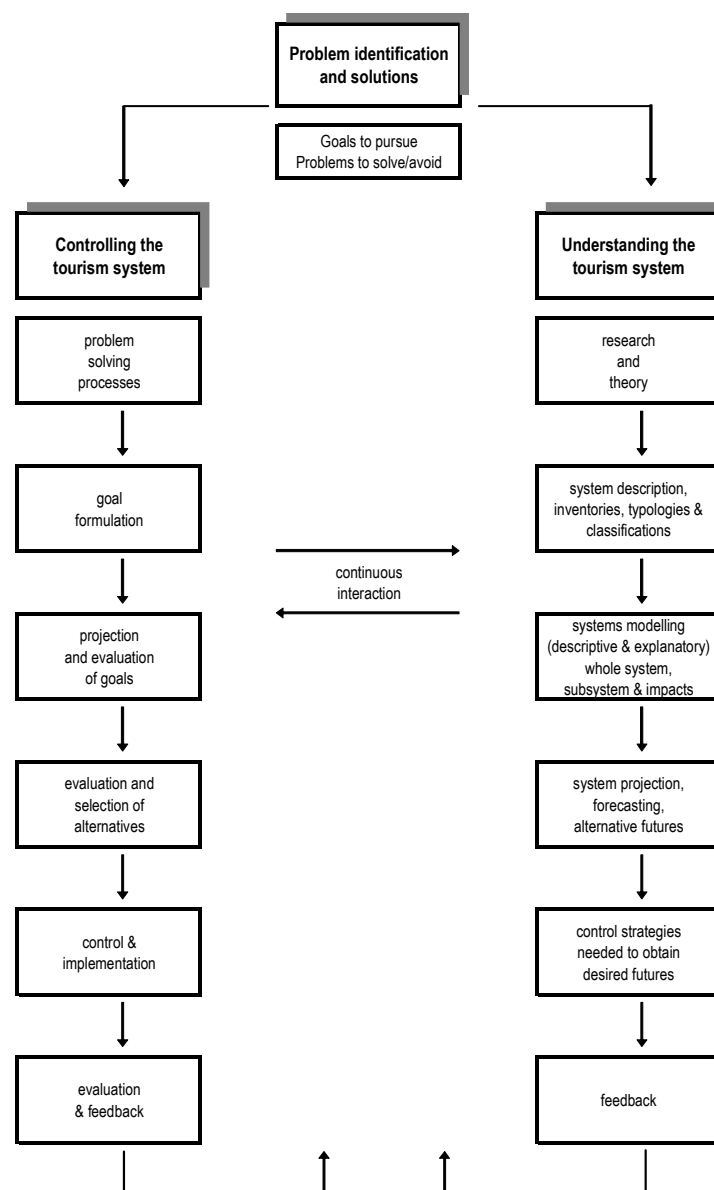 Problem identification
and solutions
Goals to pursue
Problems to solve/avoid
Controlling the
tourism system
problem
solving
processes
goal
formulation
projection
and evaluation
of goals
evaluation and
selection of
alternatives
control &
implementation
evaluation
& feedback
continuous
interaction
Understanding the
tourism system
research
and
theory
system description,
inventories, typologies &
classifications
systems modelling
(descriptive & explanatory)
whole system,
subsystem & impacts
system projection,
forecasting,
alternative futures
control strategies
needed to obtain
desired futures
feedback